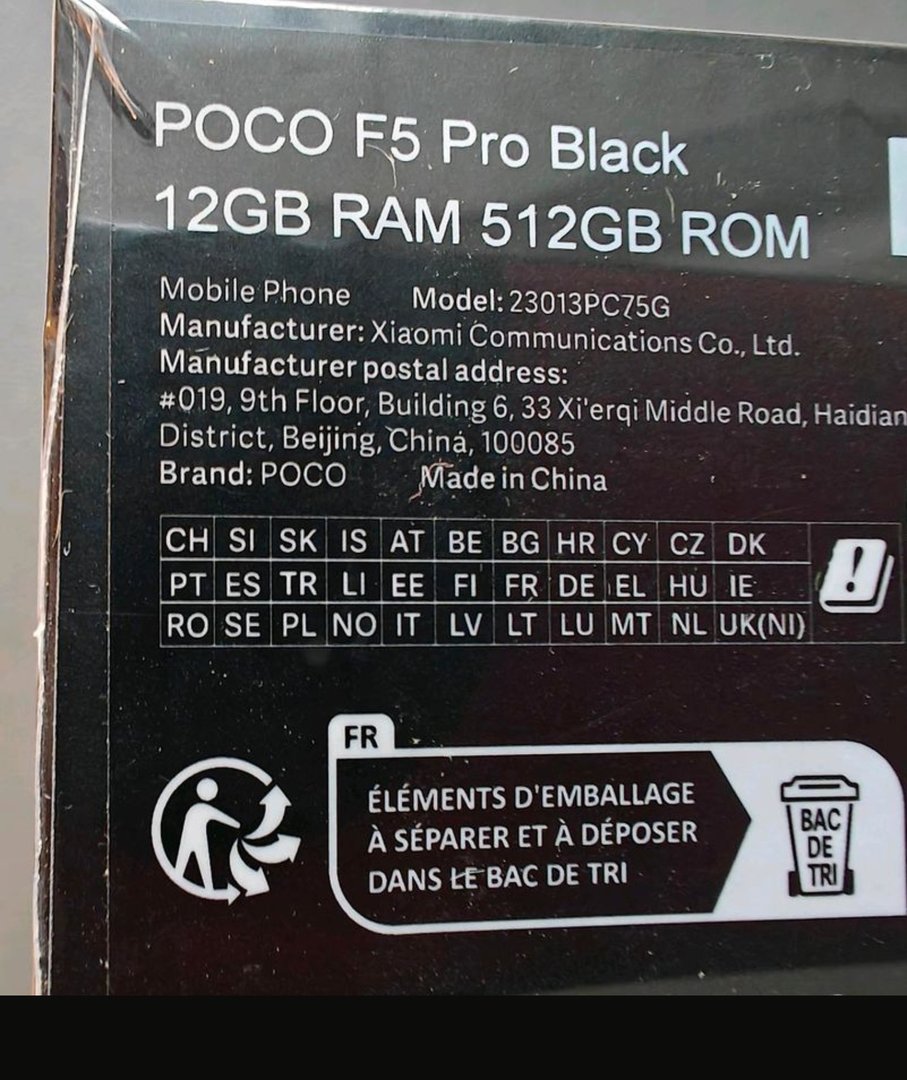 POCO F5 Pro Black
12GB RAM 512GB ROM
Mobile Phone Model: 23013PC75G
Manufacturer: Xiaomi Communications Co., Ltd.
Manufacturer postal address:
#019, 9th Floor, Building 6, 33 Xi'erqi Middle Road, Haidian
District, Beijing, China, 100085
Brand: POCO Made in China
CH SI SK IS AT BE BG HR CY CZ DK
PT ES TR LI EE FI FR DE EL HU IE
RO SE PL NO IT LV LT LU MT NL UK(NI)
FR
ÉLÉMENTS D'EMBALLAGE
À SÉPARER ET À DÉPOSER
DANS LE BAC DE TRI
BAC
DE
TRI